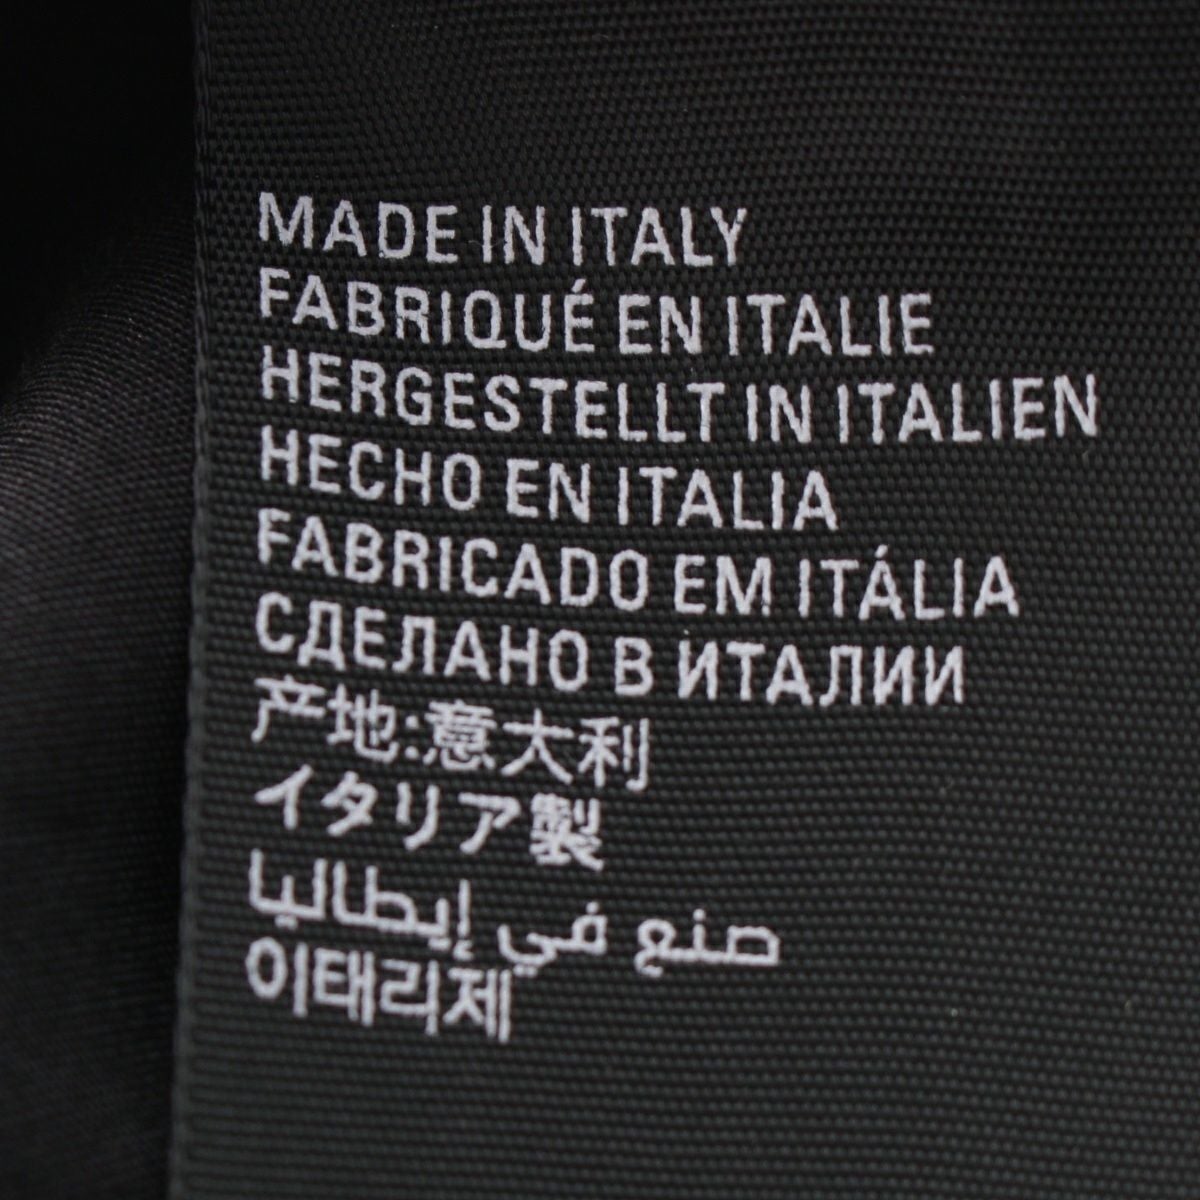 MADE IN ITALY
FABRIQUÉ EN ITALIE
HERGESTELLT IN ITALIEN
HECHO EN ITALIA
FABRICADO EM ITÁLIA
СДЕЛАНО В ИТАЛИИ
产地:意大利
イタリア製
صنع في إيطاليا
이태리제